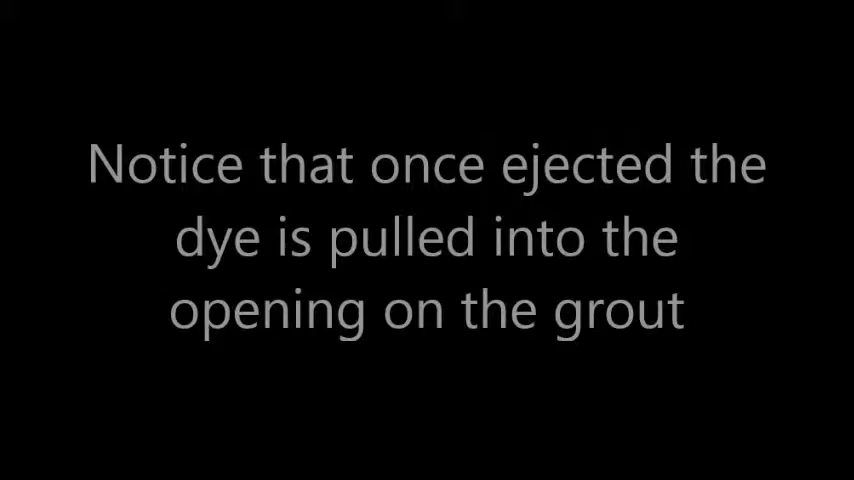 Notice that once ejected the
dye is pulled into the
opening on the grout